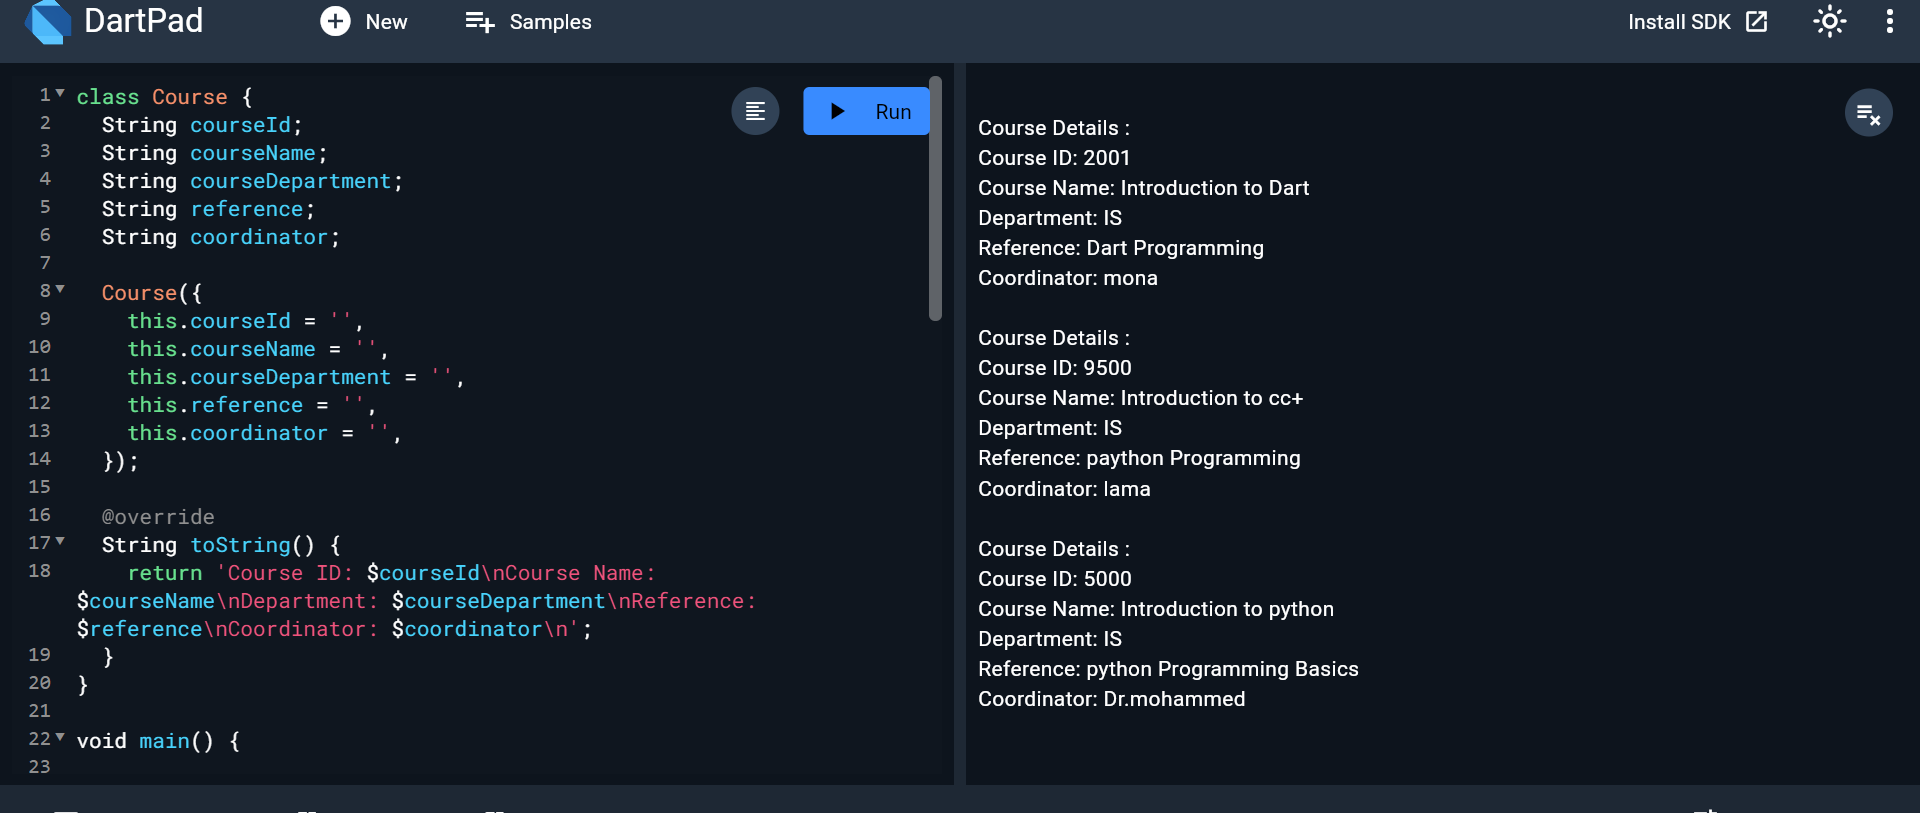 DartPad
New
Samples
Install SDK
1 class Course {
2 String courseId;
3 String courseName;
4 String courseDepartment;
5 String reference;
6 String coordinator;
7
8 Course({
9 this.courseId = '',
10 this.courseName = '',
11 this.courseDepartment = '',
12 this.reference = '',
13 this.coordinator = '',
14 });
15
16 @override
17 String toString() {
18 return 'Course ID: $courseId\nCourse Name:
$courseName\nDepartment: $courseDepartment\nReference:
$reference\nCoordinator: $coordinator\n';
19 }
20 }
21
22 void main() {
23
Run
Course Details :
Course ID: 2001
Course Name: Introduction to Dart
Department: IS
Reference: Dart Programming
Coordinator: mona
Course Details :
Course ID: 9500
Course Name: Introduction to cc+
Department: IS
Reference: paython Programming
Coordinator: lama
Course Details :
Course ID: 5000
Course Name: Introduction to python
Department: IS
Reference: python Programming Basics
Coordinator: Dr.mohammed